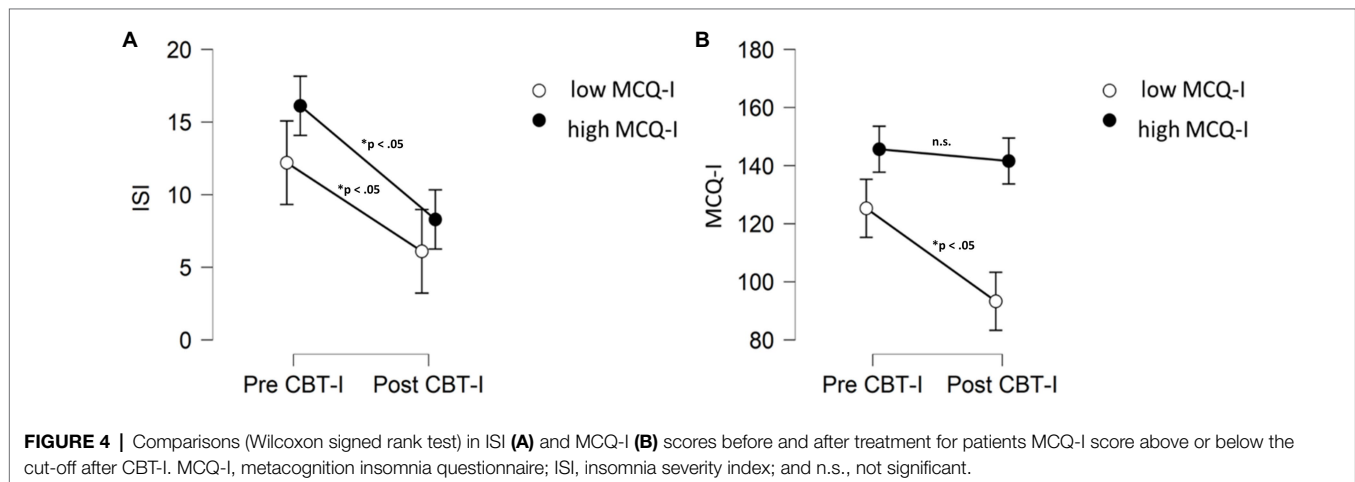 A
20
15
10
5
0
ISI
low MCQ-I
high MCQ-I
*p < .05
*p < .05
Pre CBT-I Post CBT-I
B
180
160
140
120
100
80
MCQ-I
low MCQ-I
high MCQ-I
n.s.
*p < .05
Pre CBT-I Post CBT-I
FIGURE 4 | Comparisons (Wilcoxon signed rank test) in ISI (A) and MCQ-I (B) scores before and after treatment for patients MCQ-I score above or below the
cut-off after CBT-I. MCQ-I, metacognition insomnia questionnaire; ISI, insomnia severity index; and n.s., not significant.